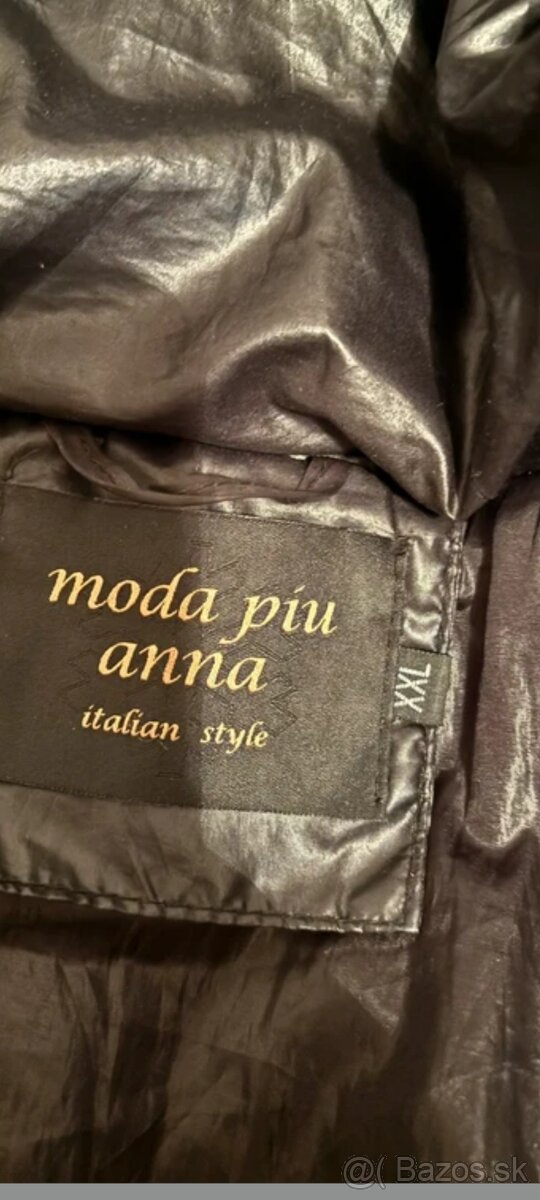 moda piu
anna
italian style
XXL
@( Bazos.sk